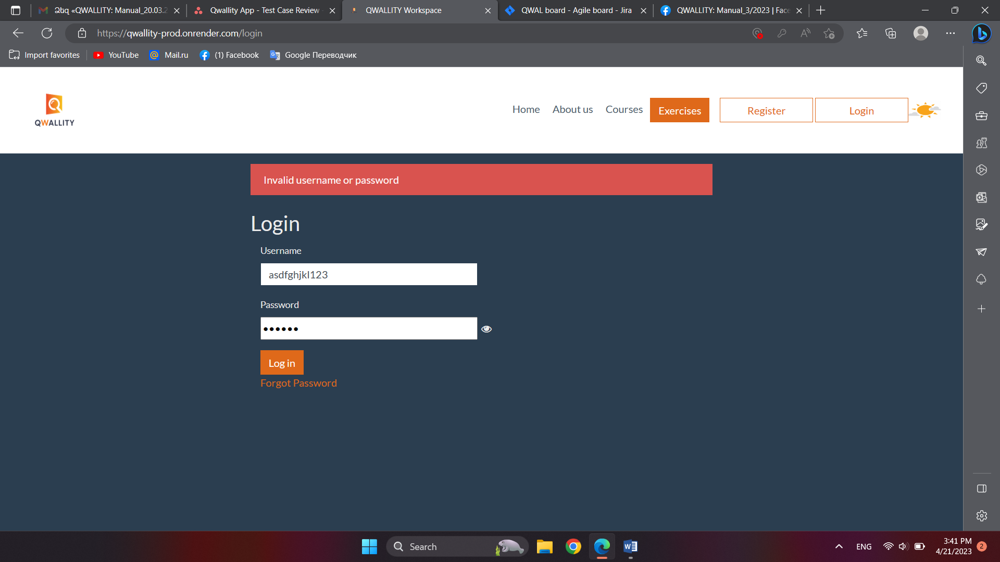 Ձեզ «QWALLITY: Manual_20.03.2
Qwallity App - Test Case Review
QWALLITY Workspace
QWAL board - Agile board - Jira
QWALLITY: Manual_3/2023 | Face
https://qwallity-prod.onrender.com/login
Import favorites
YouTube
Mail.ru
(1) Facebook
Google Переводчик
QWALLITY
Home
About us
Courses
Exercises
Register
Login
Invalid username or password
Login
Username
asdfghjkl123
Password
Log in
Forgot Password
Search
ENG
3:41 PM
4/21/2023
2